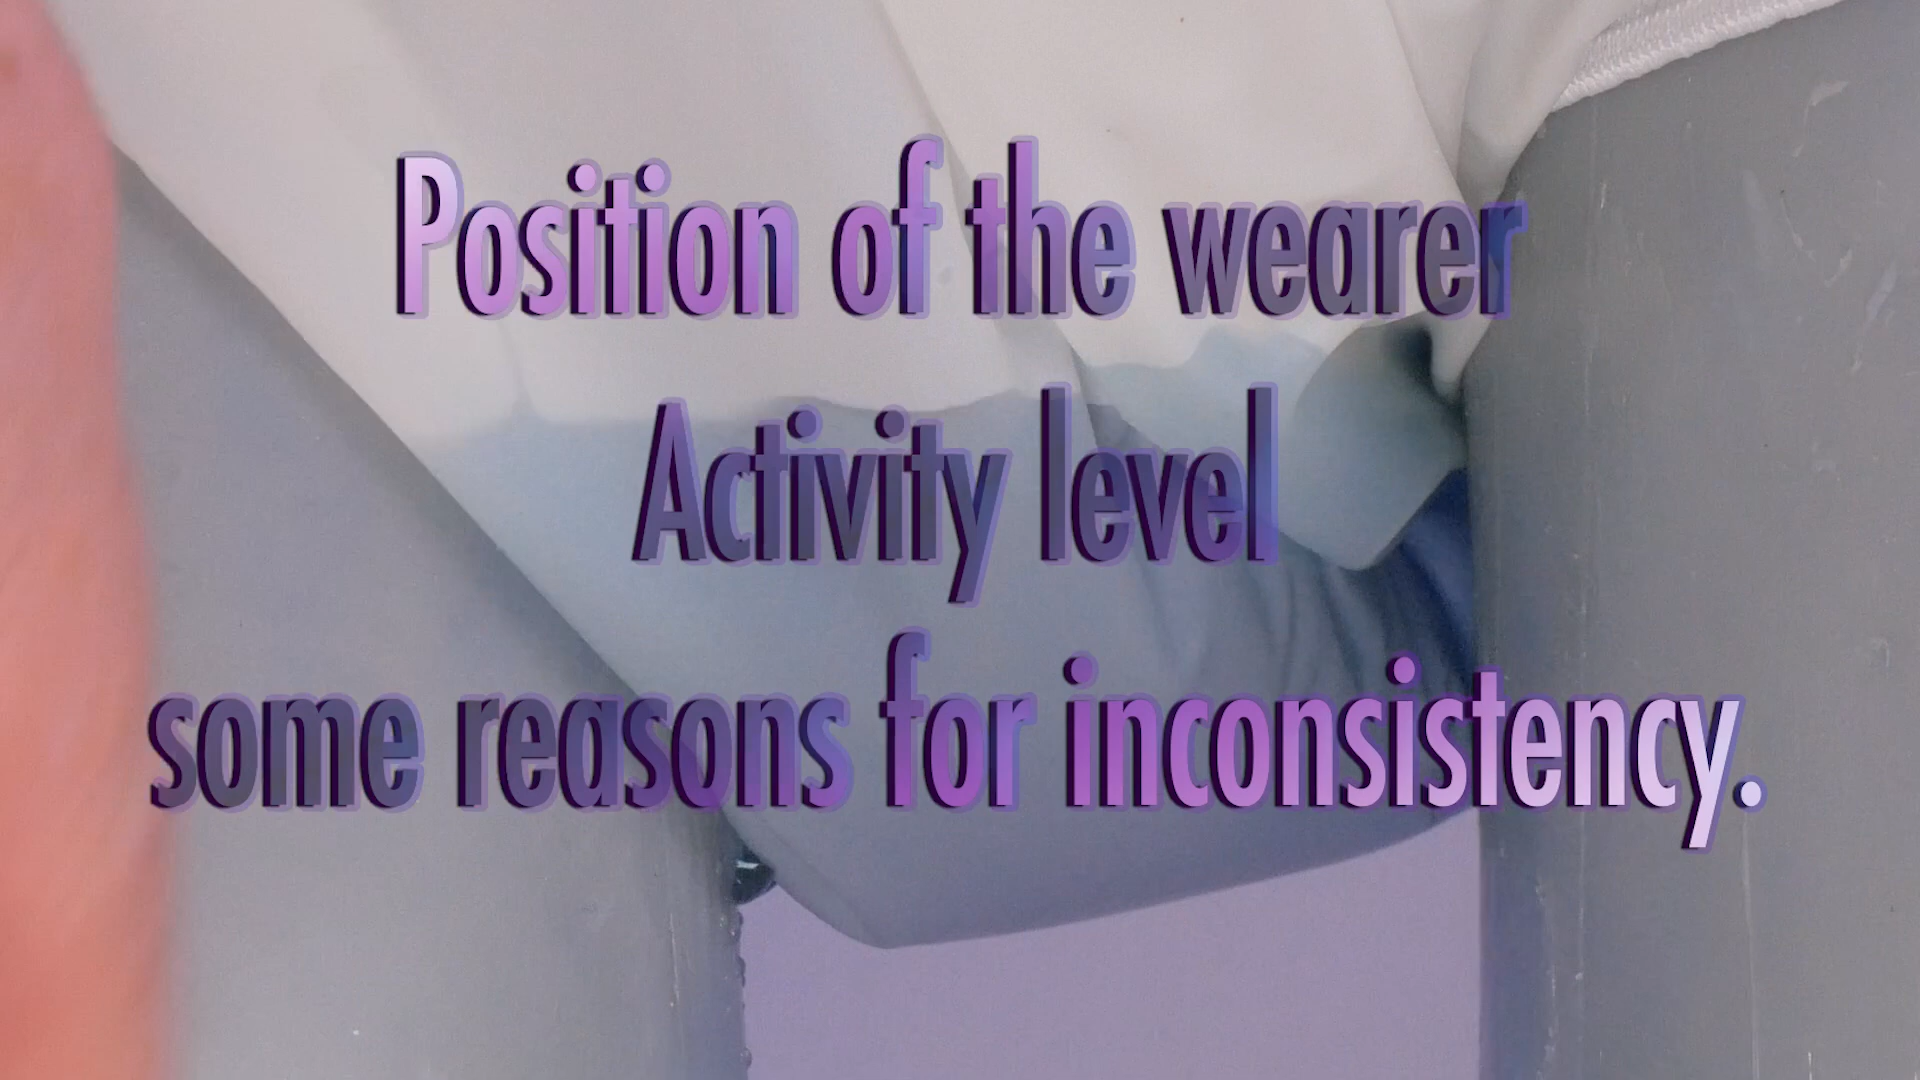 Position of the wearer
Activity level
some reasons for inconsistency.